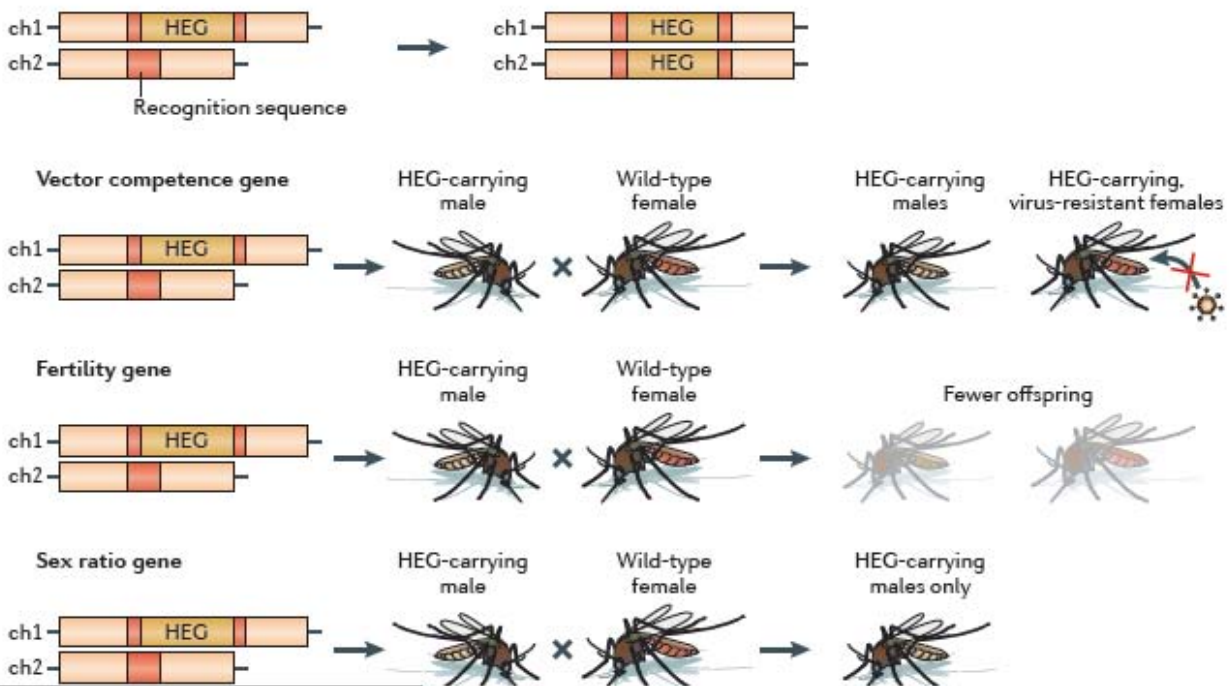 ch1 HEG ch1 HEG
ch2 ch2 HEG
Recognition sequence
Vector competence gene
HEG-carrying male
Wild-type female
HEG-carrying males
HEG-carrying, virus-resistant females
ch1 HEG
ch2
Fertility gene
HEG-carrying male
Wild-type female
Fewer offspring
ch1 HEG
ch2
Sex ratio gene
HEG-carrying male
Wild-type female
HEG-carrying males only
ch1 HEG
ch2